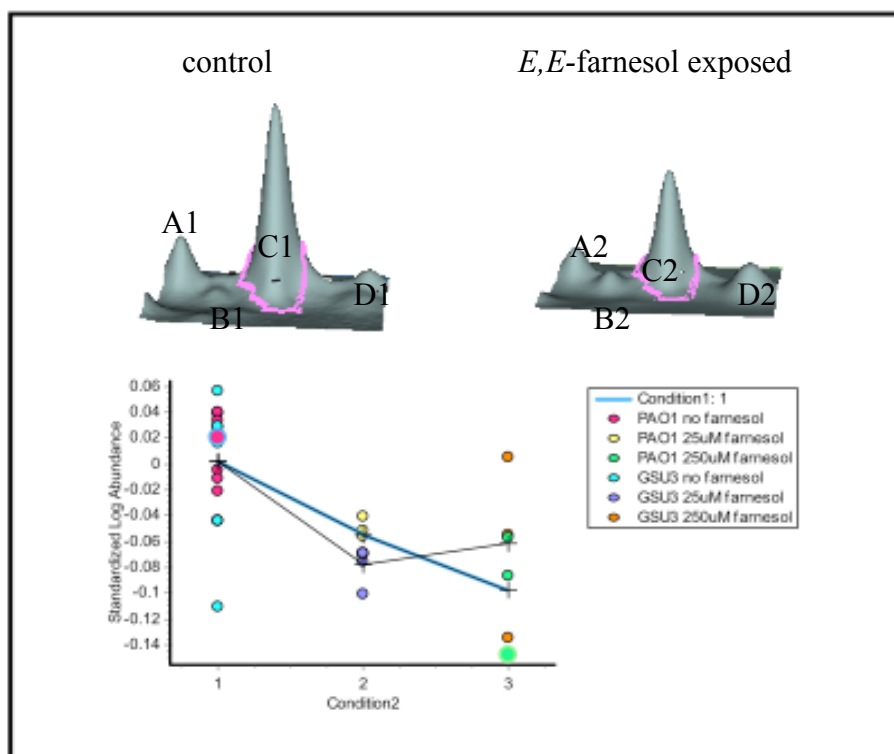 control
E,E-farnesol exposed
A1
C1
B1
D1
A2
C2
B2
D2
0.06
0.04
0.02
0
-0.02
-0.04
-0.06
-0.08
-0.1
-0.12
-0.14
Standardized Log Abundance
1
2
3
Condition2
Condition1: 1
PAO1 no farnesol
PAO1 25uM farnesol
PAO1 250uM farnesol
GSU3 no farnesol
GSU3 25uM farnesol
GSU3 250uM farnesol